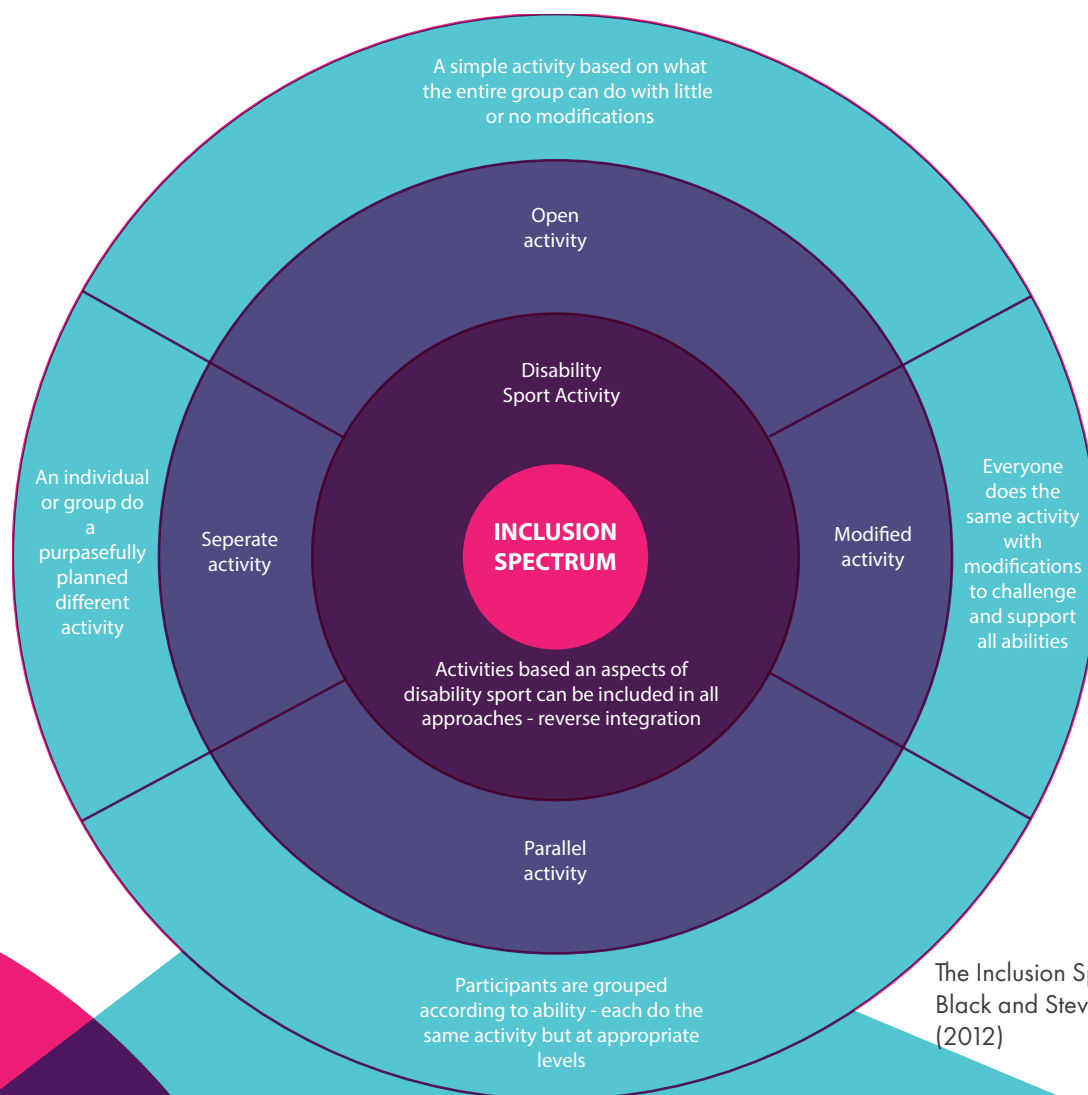 A simple activity based on what
the entire group can do with little
or no modifications
Open
activity
Disability
Sport Activity
An individual
or group do
a
purpasefully
planned
different
activity
Seperate
activity
INCLUSION
SPECTRUM
Modified
activity
Everyone
does the
same activity
with
modifications
to challenge
and support
all abilities
Activities based an aspects of
disability sport can be included in all
approaches - reverse integration
Parallel
activity
Participants are grouped
according to ability - each do the
same activity but at appropriate
levels
The Inclusion
Black and
(2012)